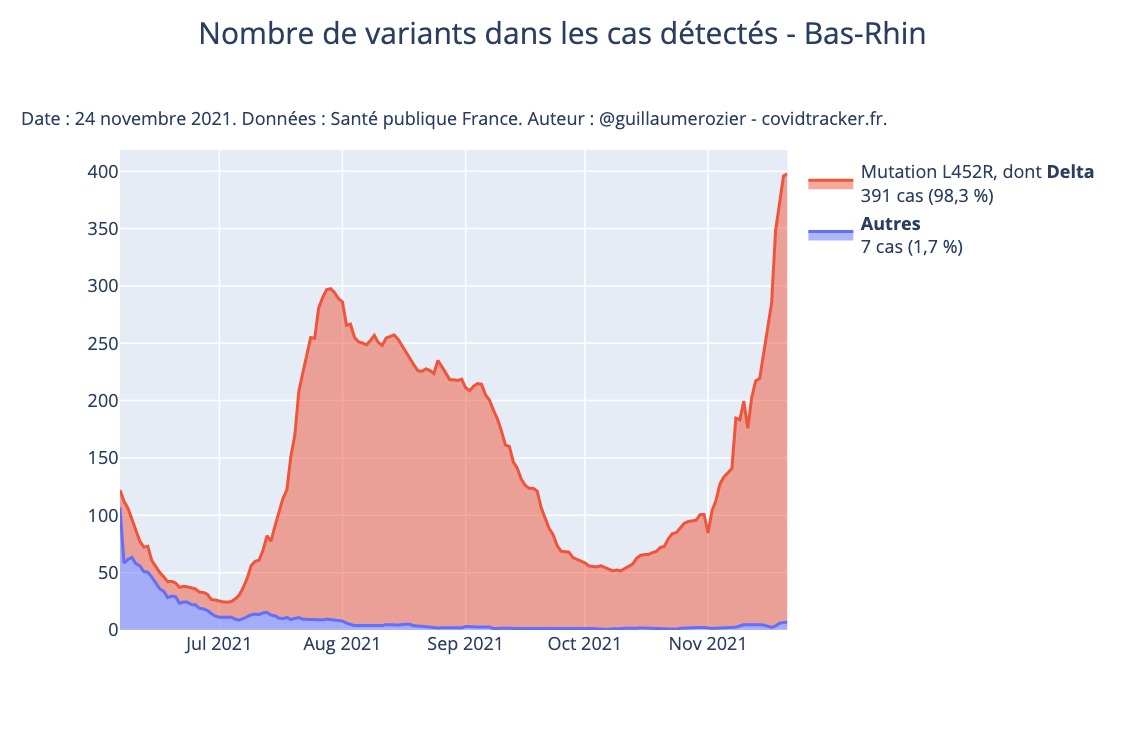 Nombre de variants dans les cas détectés - Bas-Rhin
Date : 24 novembre 2021. Données : Santé publique France. Auteur : @guillaumerozier - covidtracker.fr.
400
350
300
250
200
150
100
50
0
Jul 2021
Aug 2021
Sep 2021
Oct 2021
Nov 2021
Mutation L452R, dont Delta
391 cas (98,3 %)
Autres
7 cas (1,7 %)